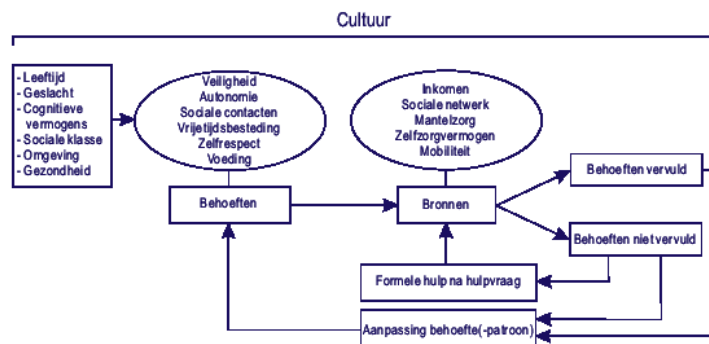 Cultuur
- Leeftijd
- Geslacht
- Cognitieve
vermogens
- Sociale klasse
- Omgeving
- Gezondheid
Veiligheid
Autonomie
Sociale contacten
Vrijetijdsbesteding
Zelfrespect
Voeding
Inkomen
Sociale netwerk
Mantelzorg
Zelfzorgvermogen
Mobiliteit
Behoeften
Bronnen
Behoeften vervuld
Behoeften niet vervuld
Formele hulp na hulpvraag
Aanpassing behoefte(-patroon)